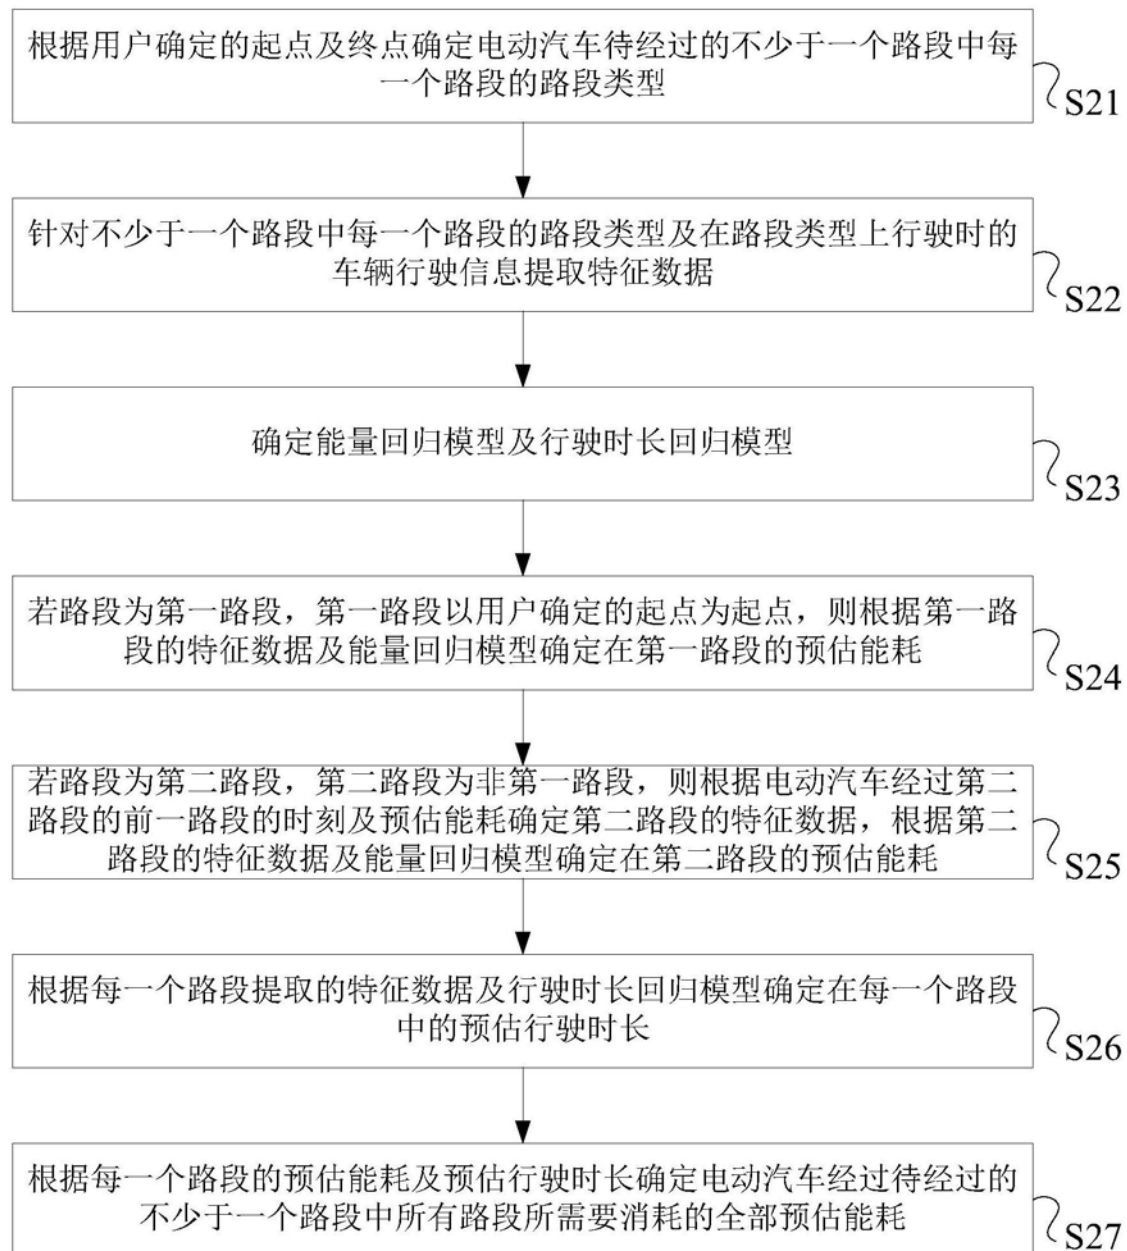 根据用户确定的起点及终点确定电动汽车待经过的不少于一个路段中每
一个路段的路段类型
S21
针对不少于一个路段中每一个路段的路段类型及在路段类型上行驶时的
车辆行驶信息提取特征数据
S22
确定能量回归模型及行驶时长回归模型
S23
若路段为第一路段，第一路段以用户确定的起点为起点，则根据第一路
段的特征数据及能量回归模型确定在第一路段的预估能耗
S24
若路段为第二路段，第二路段为非第一路段，则根据电动汽车经过第二
路段的前一路段的时刻及预估能耗确定第二路段的特征数据，根据第二
路段的特征数据及能量回归模型确定在第二路段的预估能耗
S25
根据每一个路段提取的特征数据及行驶时长回归模型确定在每一个路段
中的预估行驶时长
S26
根据每一个路段的预估能耗及预估行驶时长确定电动汽车经过待经过的
不少于一个路段中所有路段所需要消耗的全部预估能耗
S27